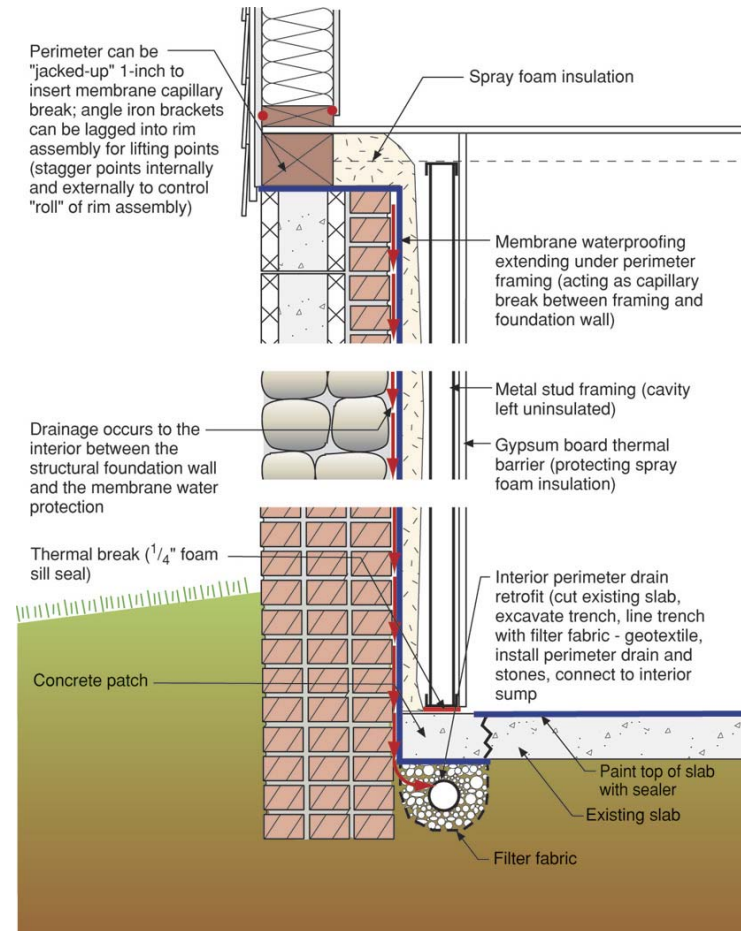 Perimeter can be
"jacked-up" 1-inch to
insert membrane capillary
break; angle iron brackets
can be lagged into rim
assembly for lifting points
(stagger points internally
and externally to control
"roll" of rim assembly)
Spray foam insulation
Membrane waterproofing
extending under perimeter
framing (acting as capillary
break between framing and
foundation wall)
Metal stud framing (cavity
left uninsulated)
Drainage occurs to the
interior between the
structural foundation wall
and the membrane water
protection
Gypsum board thermal
barrier (protecting spray
foam insulation)
Thermal break (1/4" foam
sill seal)
Interior perimeter drain
retrofit (cut existing slab,
excavate trench, line trench
with filter fabric - geotextile,
install perimeter drain and
stones, connect to interior
sump
Concrete patch
Paint top of slab
with sealer
Existing slab
Filter fabric